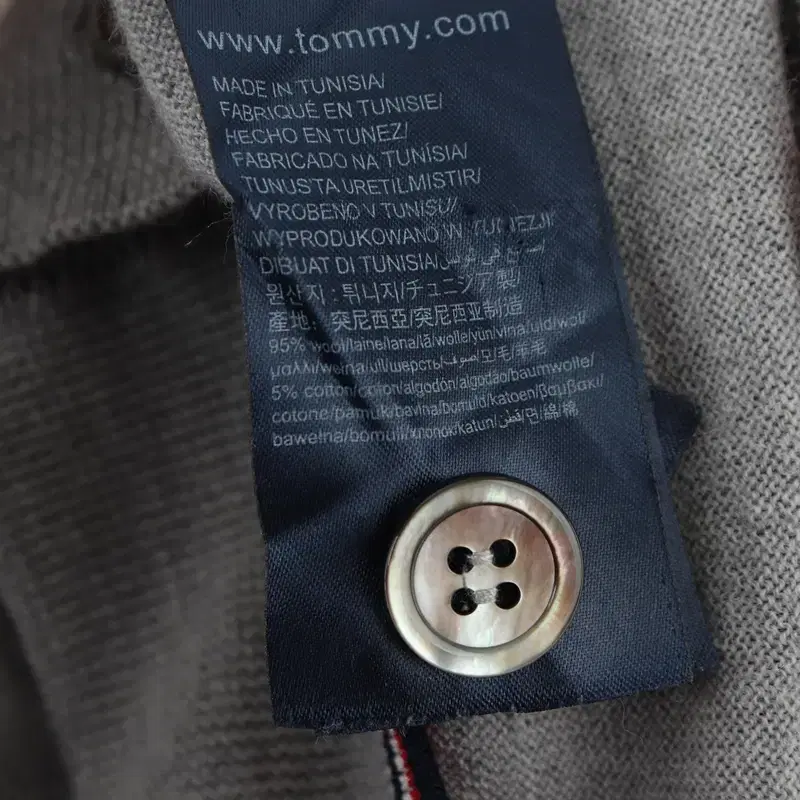 www.tommy.com
MADE IN TUNISIA/
FABRIQUÉ EN TUNISIE/
HECHO EN TUNEZ/
FABRICADO NA TUNÍSIA/
TUNUS'TA URETILMISTIR/
VYROBENO V TUNISU/
WYPRODUKOWANO W TUNEZJI/
DIBUAT DI TUNISIA/
원산지 : 튀니지/チュニジア製/
產地: 突尼西亞/突尼西亚制造
95% wool/laine/lana/lã/wolle/yun/vlna/uld/wol/
μαλλί/wełna/ull/шерсть/صوف/모/毛/羊毛
5% cotton/coton/algodón/algodão/baumwolle/
cotone/pamuk/bavlna/bomuld/katoen/βαμβακι/
bawełna/bomull/хлопок/katun/قطن/면/綿/棉